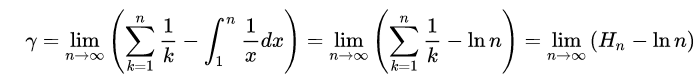 γ = lim_{n→∞} ( ∑_{k=1}^{n} 1/k − ∫_{1}^{n} 1/x dx ) = lim_{n→∞} ( ∑_{k=1}^{n} 1/k − ln n ) = lim_{n→∞} (H_n − ln n)